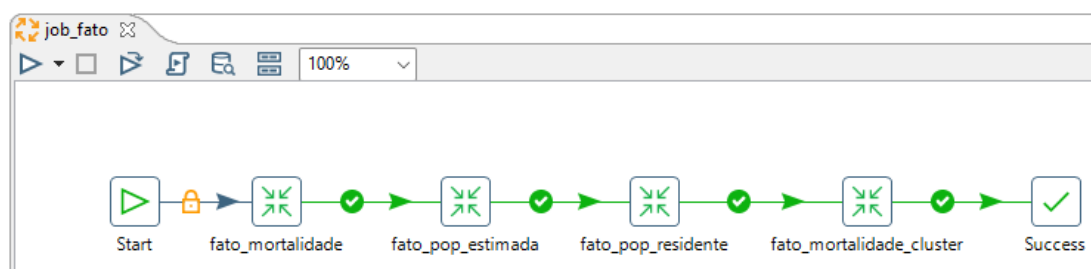 job_fato
100%
Start
fato_mortalidade
fato_pop_estimada
fato_pop_residente
fato_mortalidade_cluster
Success